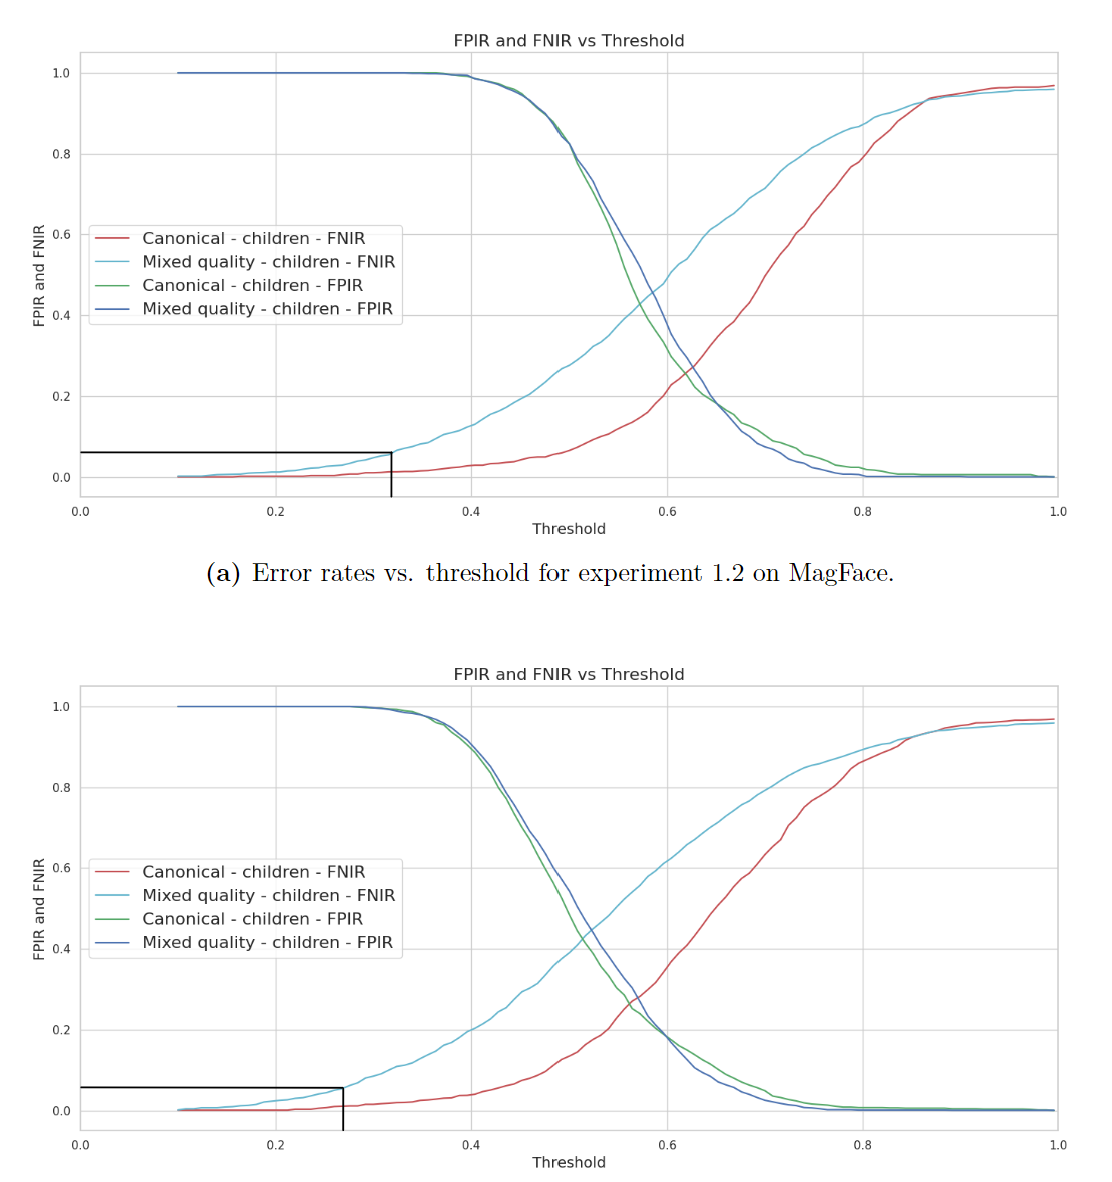 FPIR and FNIR vs Threshold
1.0
0.8
0.6
0.4
0.2
0.0
FPIR and FNIR
Canonical - children - FNIR
Mixed quality - children - FNIR
Canonical - children - FPIR
Mixed quality - children - FPIR
0.0 0.2 0.4 0.6 0.8 1.0
Threshold
(a) Error rates vs. threshold for experiment 1.2 on MagFace.
FPIR and FNIR vs Threshold
1.0
0.8
0.6
0.4
0.2
0.0
FPIR and FNIR
Canonical - children - FNIR
Mixed quality - children - FNIR
Canonical - children - FPIR
Mixed quality - children - FPIR
0.0 0.2 0.4 0.6 0.8 1.0
Threshold